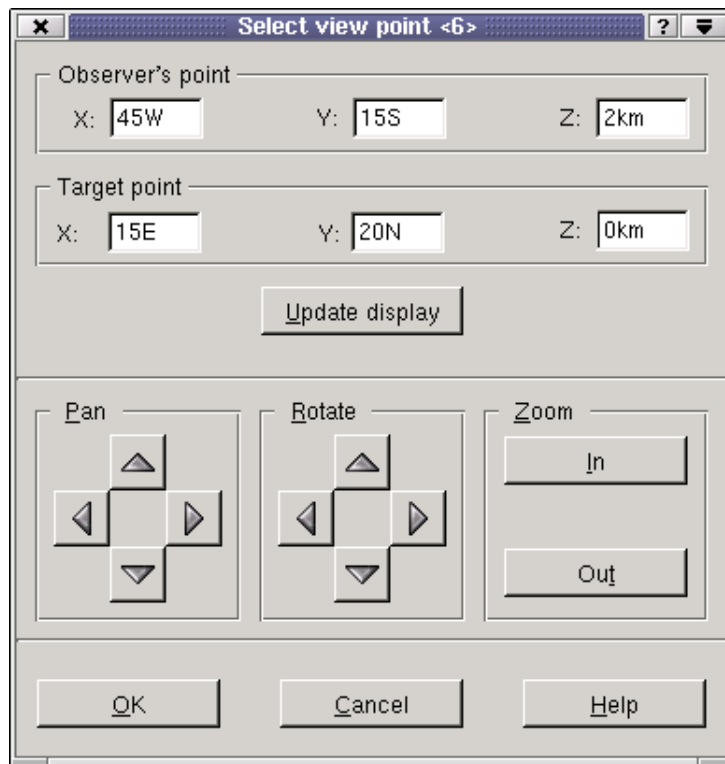 Select view point <6>
?
Observer's point
X: 45W Y: 15S Z: 2km
Target point
X: 15E Y: 20N Z: 0km
Update display
Pan Rotate Zoom
In
Out
OK Cancel Help